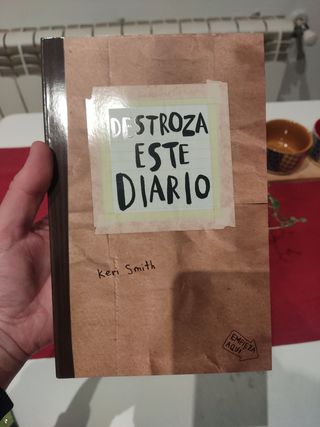 DESTROZA
ESTE
DIARIO
Keri Smith
EMPIEZA
AQUÍ